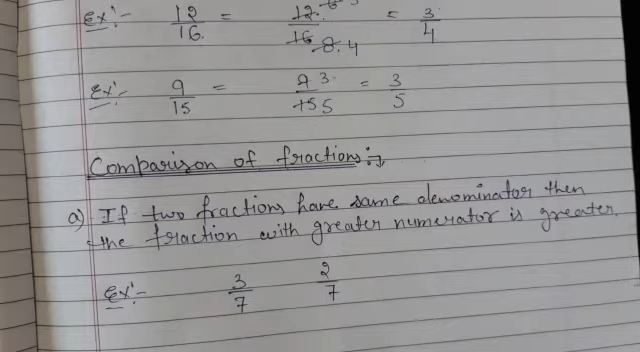 Ex:- 12/16 = 12/16 6 8 4 = 3/4
Ex:- 9/15 = 9/15 3 5 = 3/5
Comparison of fractions:→
a) If two fractions have same denominator then
the fraction with greater numerator is greater.
Ex:- 3/7 2/7